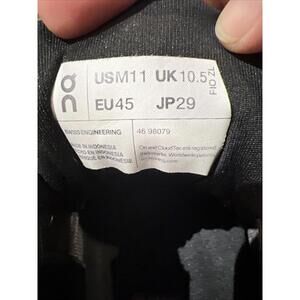 USM11 UK10.5
EU45 JP29
FIOZL
SWISS ENGINEERING
MADE IN INDONESIA
46 98079
On and CloudTec are registered
trademarks. Worldwide patents